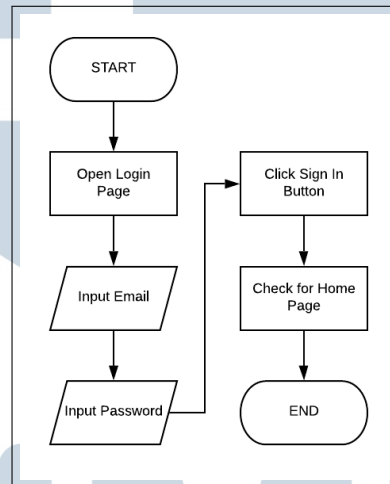 START
Open Login
Page
Input Email
Input Password
Click Sign In
Button
Check for Home
Page
END